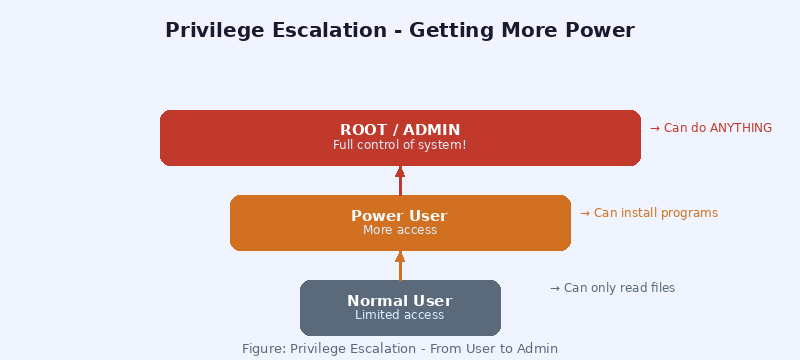 Privilege Escalation - Getting More Power
ROOT / ADMIN
Full control of system!
→ Can do ANYTHING
Power User
More access
→ Can install programs
Normal User
Limited access
→ Can only read files
Figure: Privilege Escalation - From User to Admin